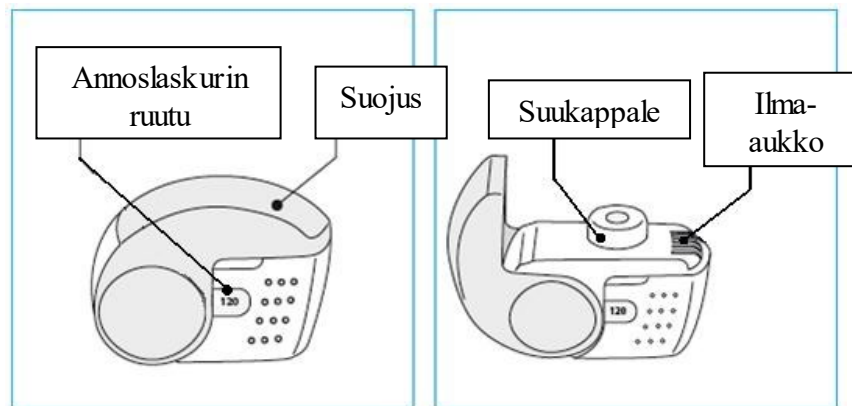 Annoslaskurin
ruutu
Suojus
120
Suukappale
Ilma-
aukko
120